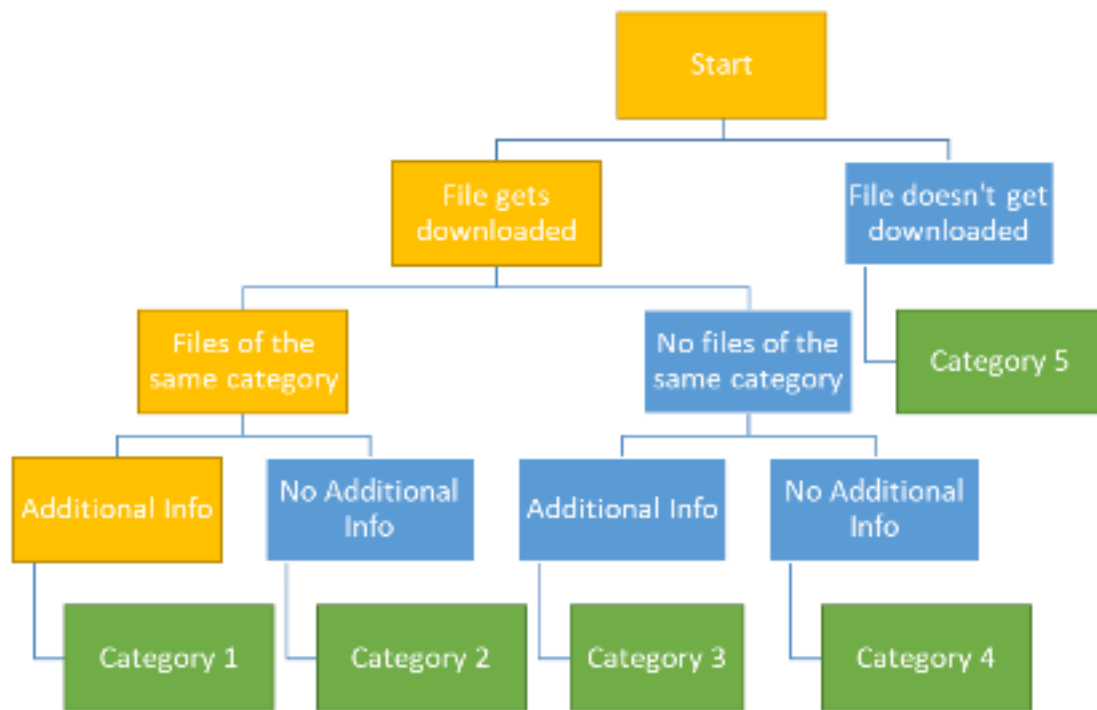 Start
File gets
downloaded
File doesn't get
downloaded
Files of the
same category
No files of the
same category
Category 5
Additional Info
No Additional
Info
Additional Info
No Additional
Info
Category 1
Category 2
Category 3
Category 4